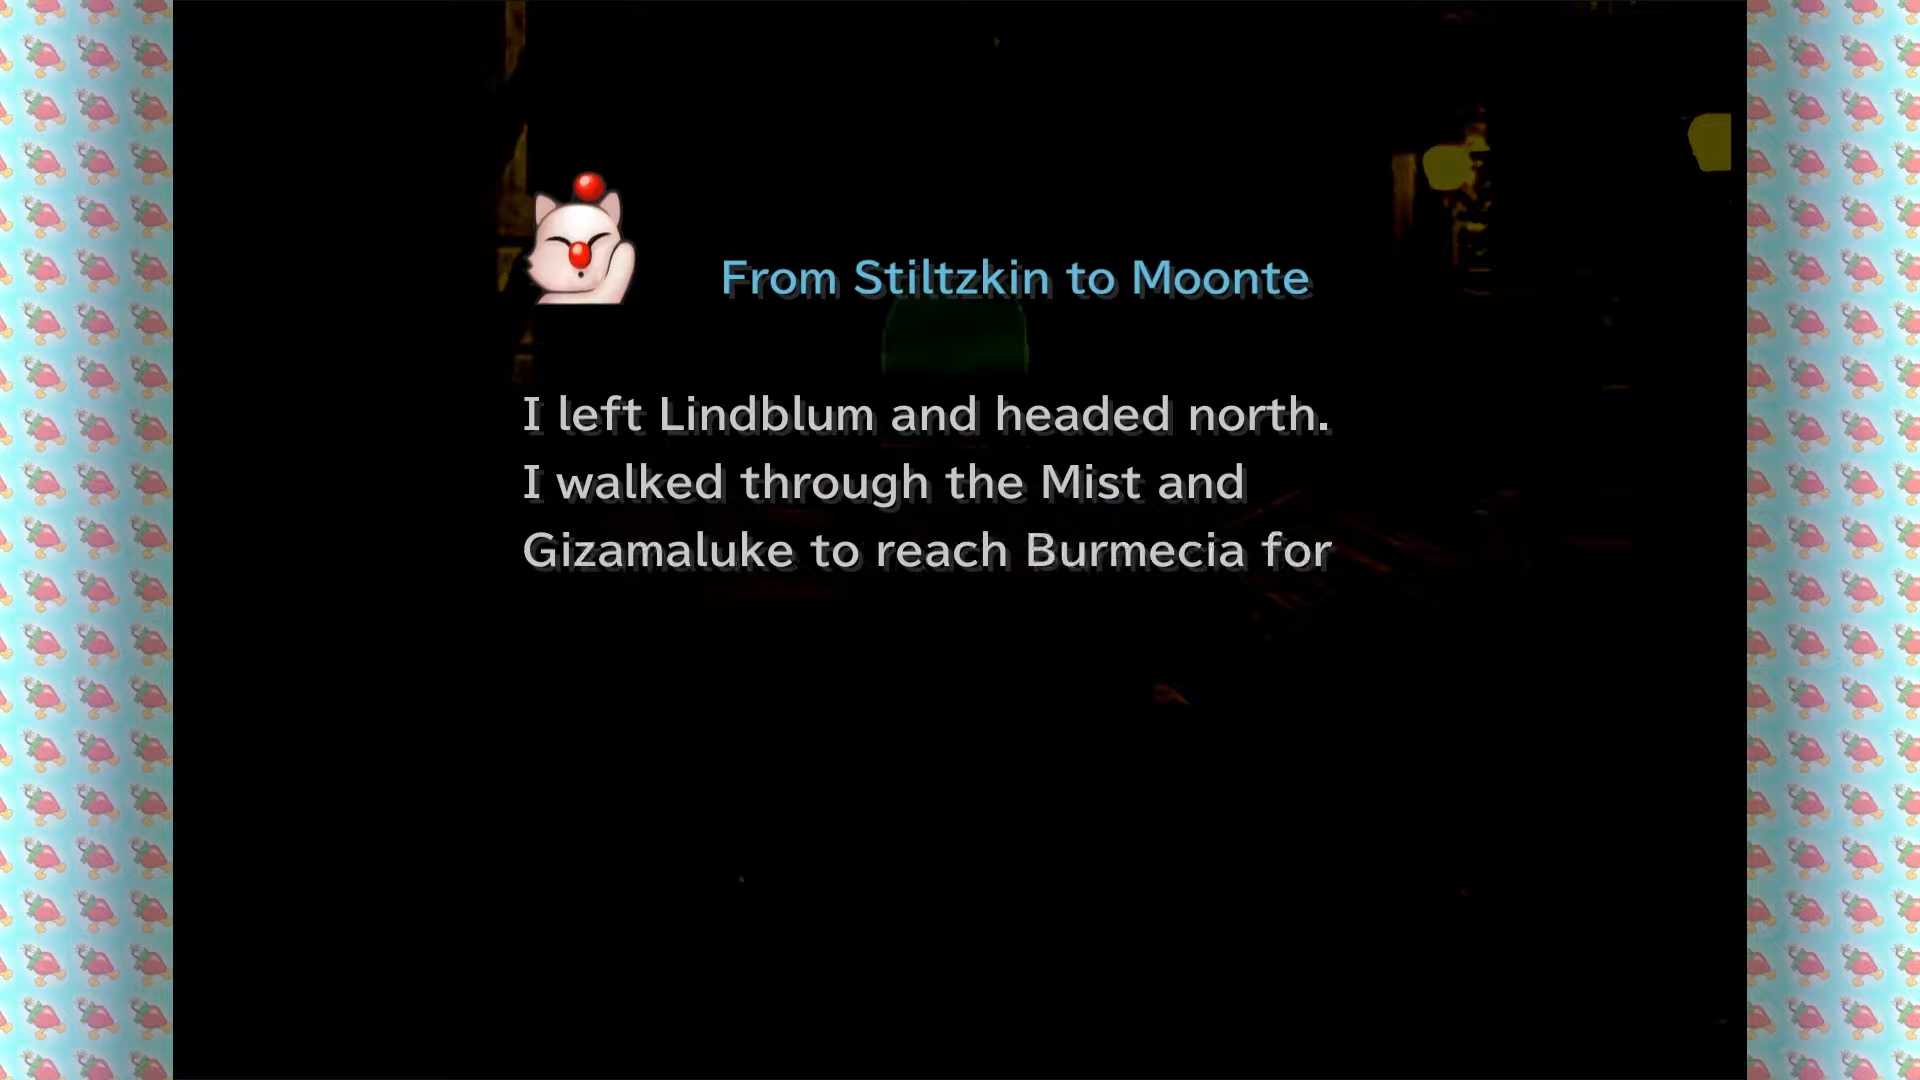 From Stiltzkin to Moonte
I left Lindblum and headed north.
I walked through the Mist and
Gizamaluke to reach Burmecia for